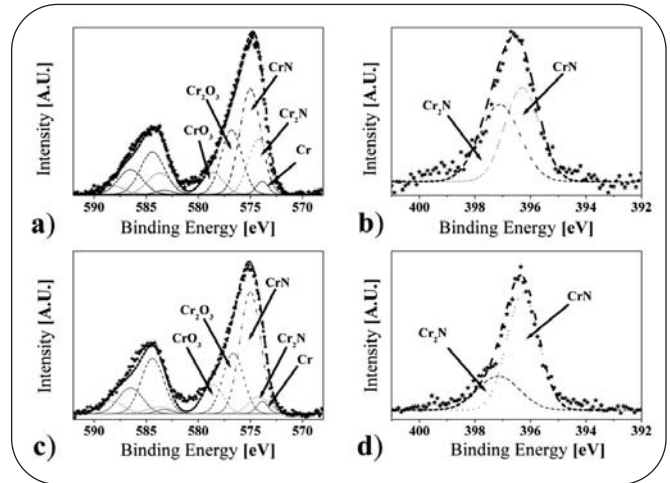 Intensity [A.U.]
CrN
Cr₂O₃
Cr₂N
CrO₃
Cr
590 585 580 575 570
Binding Energy [eV]
a)
Intensity [A.U.]
CrN
Cr₂N
400 398 396 394 392
Binding Energy [eV]
b)
Intensity [A.U.]
CrN
Cr₂O₃
CrO₃
Cr₂N
Cr
590 585 580 575 570
Binding Energy [eV]
c)
Intensity [A.U.]
CrN
Cr₂N
400 398 396 394 392
Binding Energy [eV]
d)